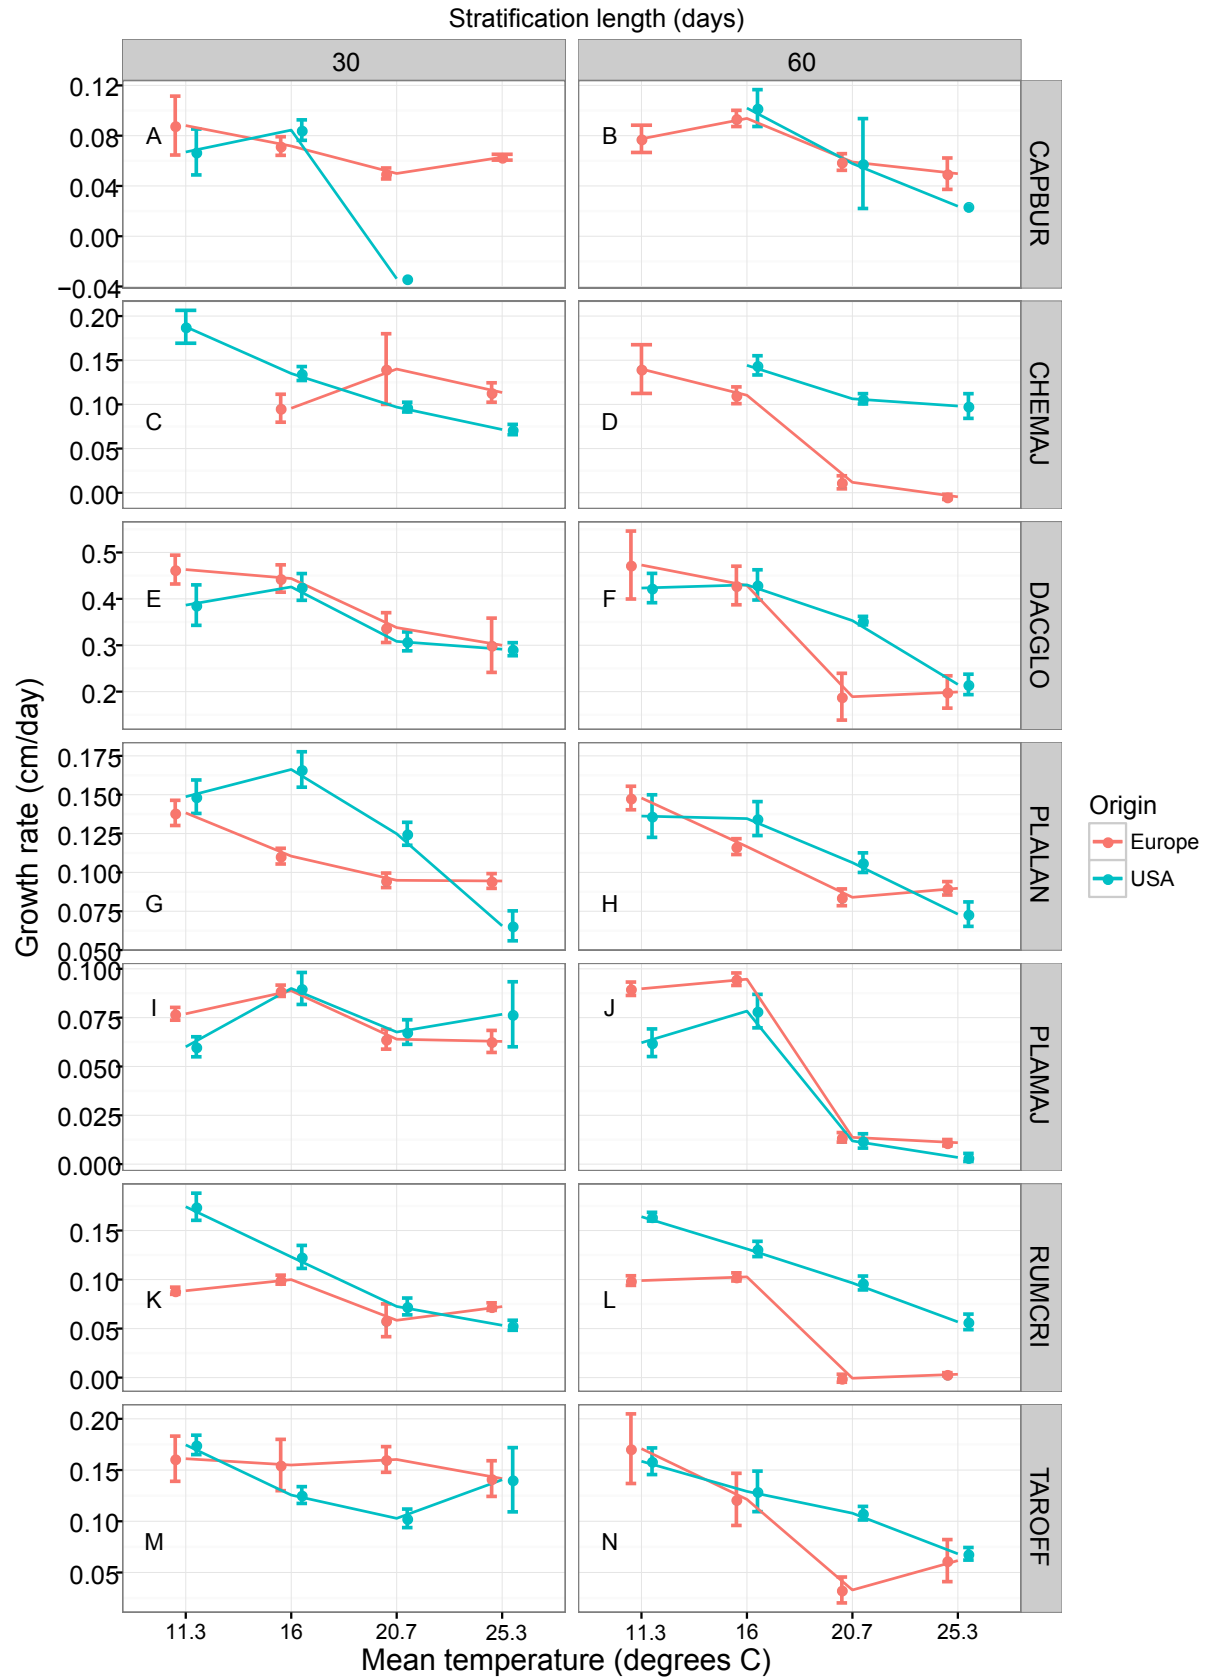 Stratification length (days)
30 60
0.12
0.08
0.04
0.00
−0.04
A B
CAPBUR
0.20
0.15
0.10
0.05
0.00
C D
CHEMAJ
0.5
0.4
0.3
0.2
E F
DACGLO
0.175
0.150
0.125
0.100
0.075
0.050
G H
PLALAN
0.100
0.075
0.050
0.025
0.000
I J
PLAMAJ
0.15
0.10
0.05
0.00
K L
RUMCRI
0.20
0.15
0.10
0.05
M N
TAROFF
11.3 16 20.7 25.3 11.3 16 20.7 25.3
Mean temperature (degrees C)
Growth rate (cm/day)
Origin
Europe
USA